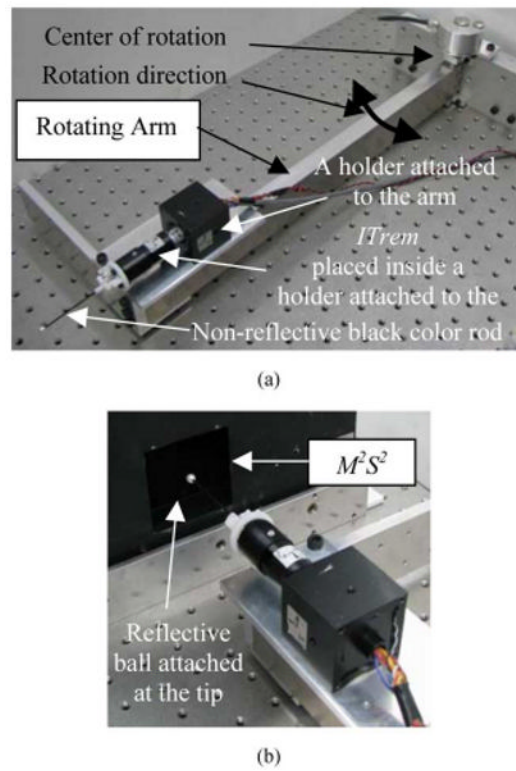 Center of rotation
Rotation direction
Rotating Arm
A holder attached
to the arm
ITrem
placed inside a
holder attached to the
Non-reflective black color rod
(a)
M²S²
Reflective
ball attached
at the tip
(b)